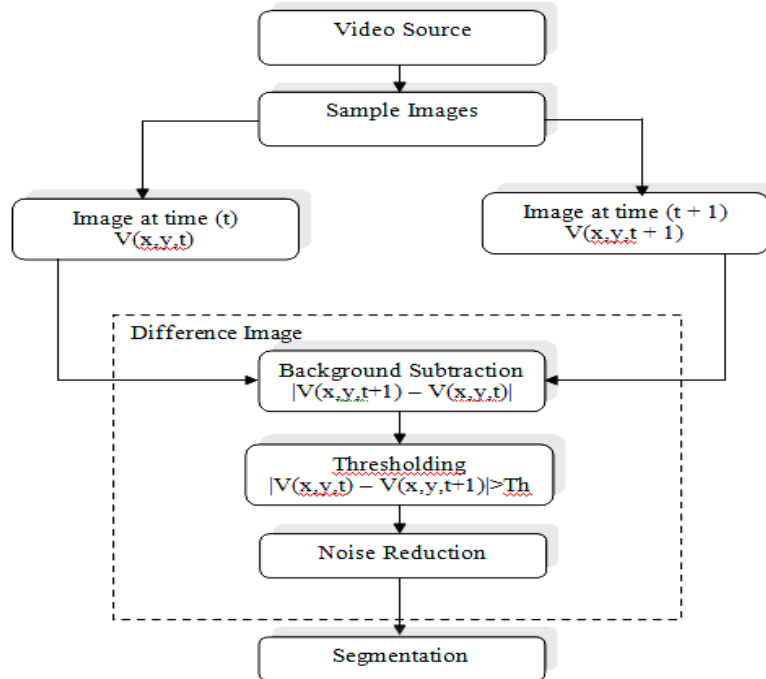 Video Source
Sample Images
Image at time (t)
V(x,y,t)
Image at time (t + 1)
V(x,y,t + 1)
Difference Image
Background Subtraction
|V(x,y,t+1) – V(x,y,t)|
Thresholding
|V(x,y,t) – V(x,y,t+1)|>Th
Noise Reduction
Segmentation